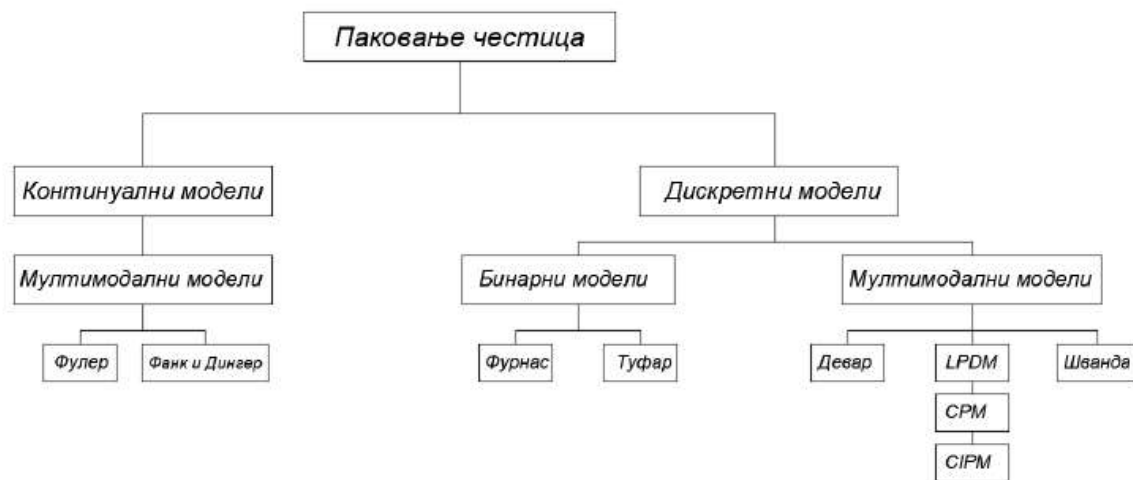 Паковање честица
Континуални модели
Дискретни модели
Мултимодални модели
Бинарни модели
Мултимодални модели
Фулер
Фанк и Дингер
Фурнас
Туфар
Девар
LPDM
Шванда
CPM
CIPM